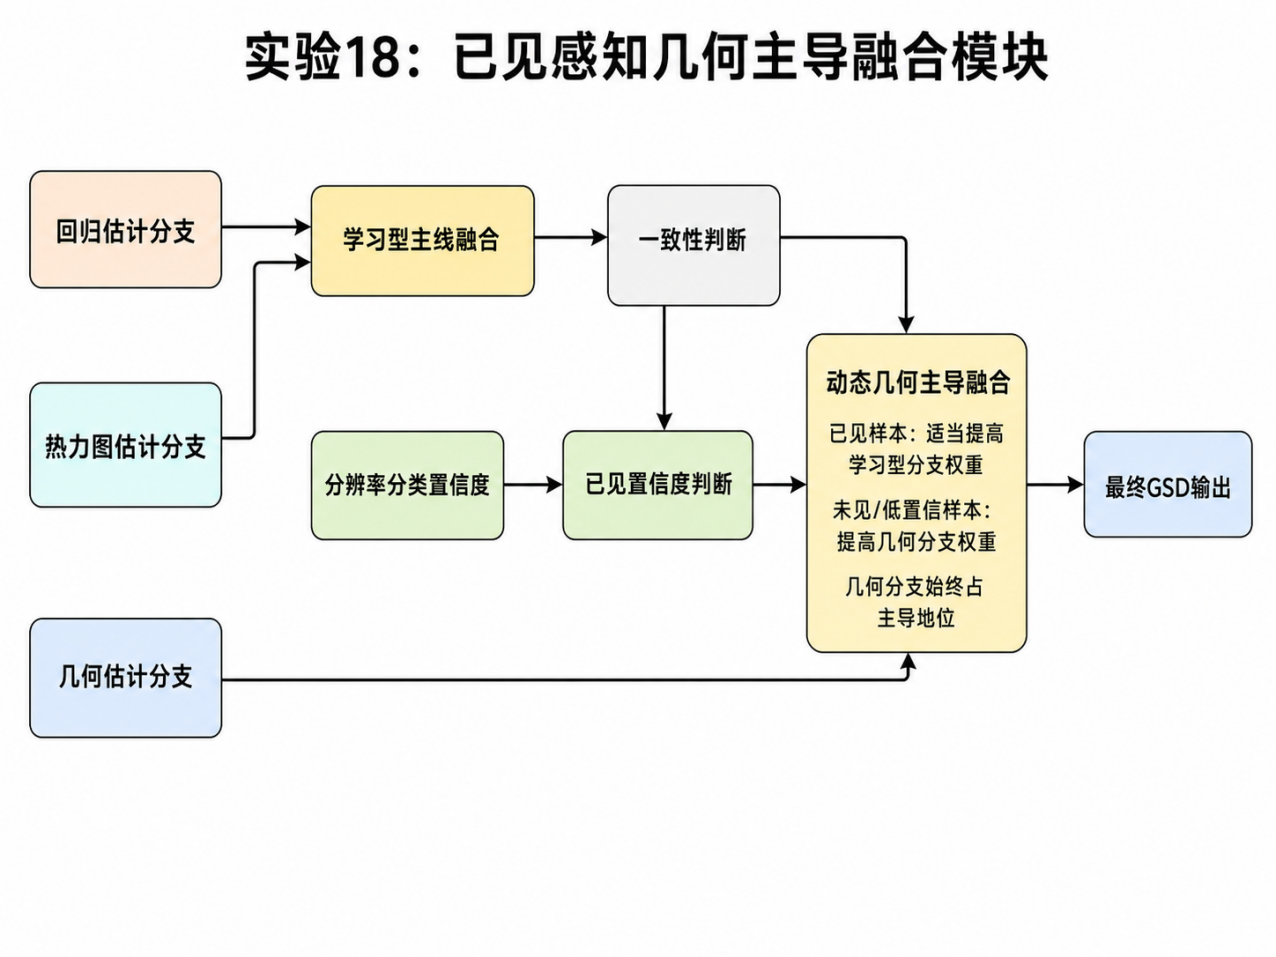 实验18：已见感知几何主导融合模块
回归估计分支
学习型主线融合
一致性判断
热力图估计分支
分辨率分类置信度
已见置信度判断
动态几何主导融合
已见样本：适当提高
学习型分支权重
未见/低置信样本：
提高几何分支权重
几何分支始终占
主导地位
最终GSD输出
几何估计分支